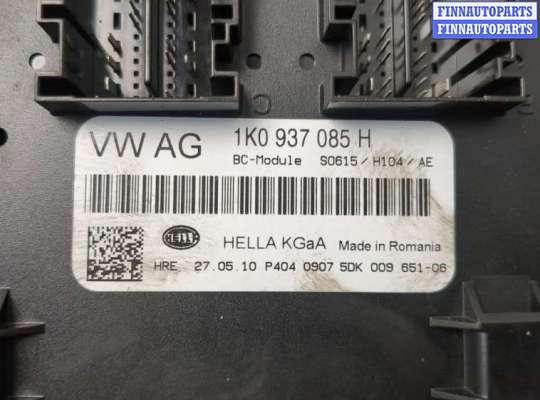 FINNAUTOPARTS
FINNAUTOPARTS
VW AG 1K0 937 085 H
BC-Module S0615 / H104 / AE
HELLA HELLA KGaA Made in Romania
HRE 27.05.10 P404 0907 5DK 009 651-06